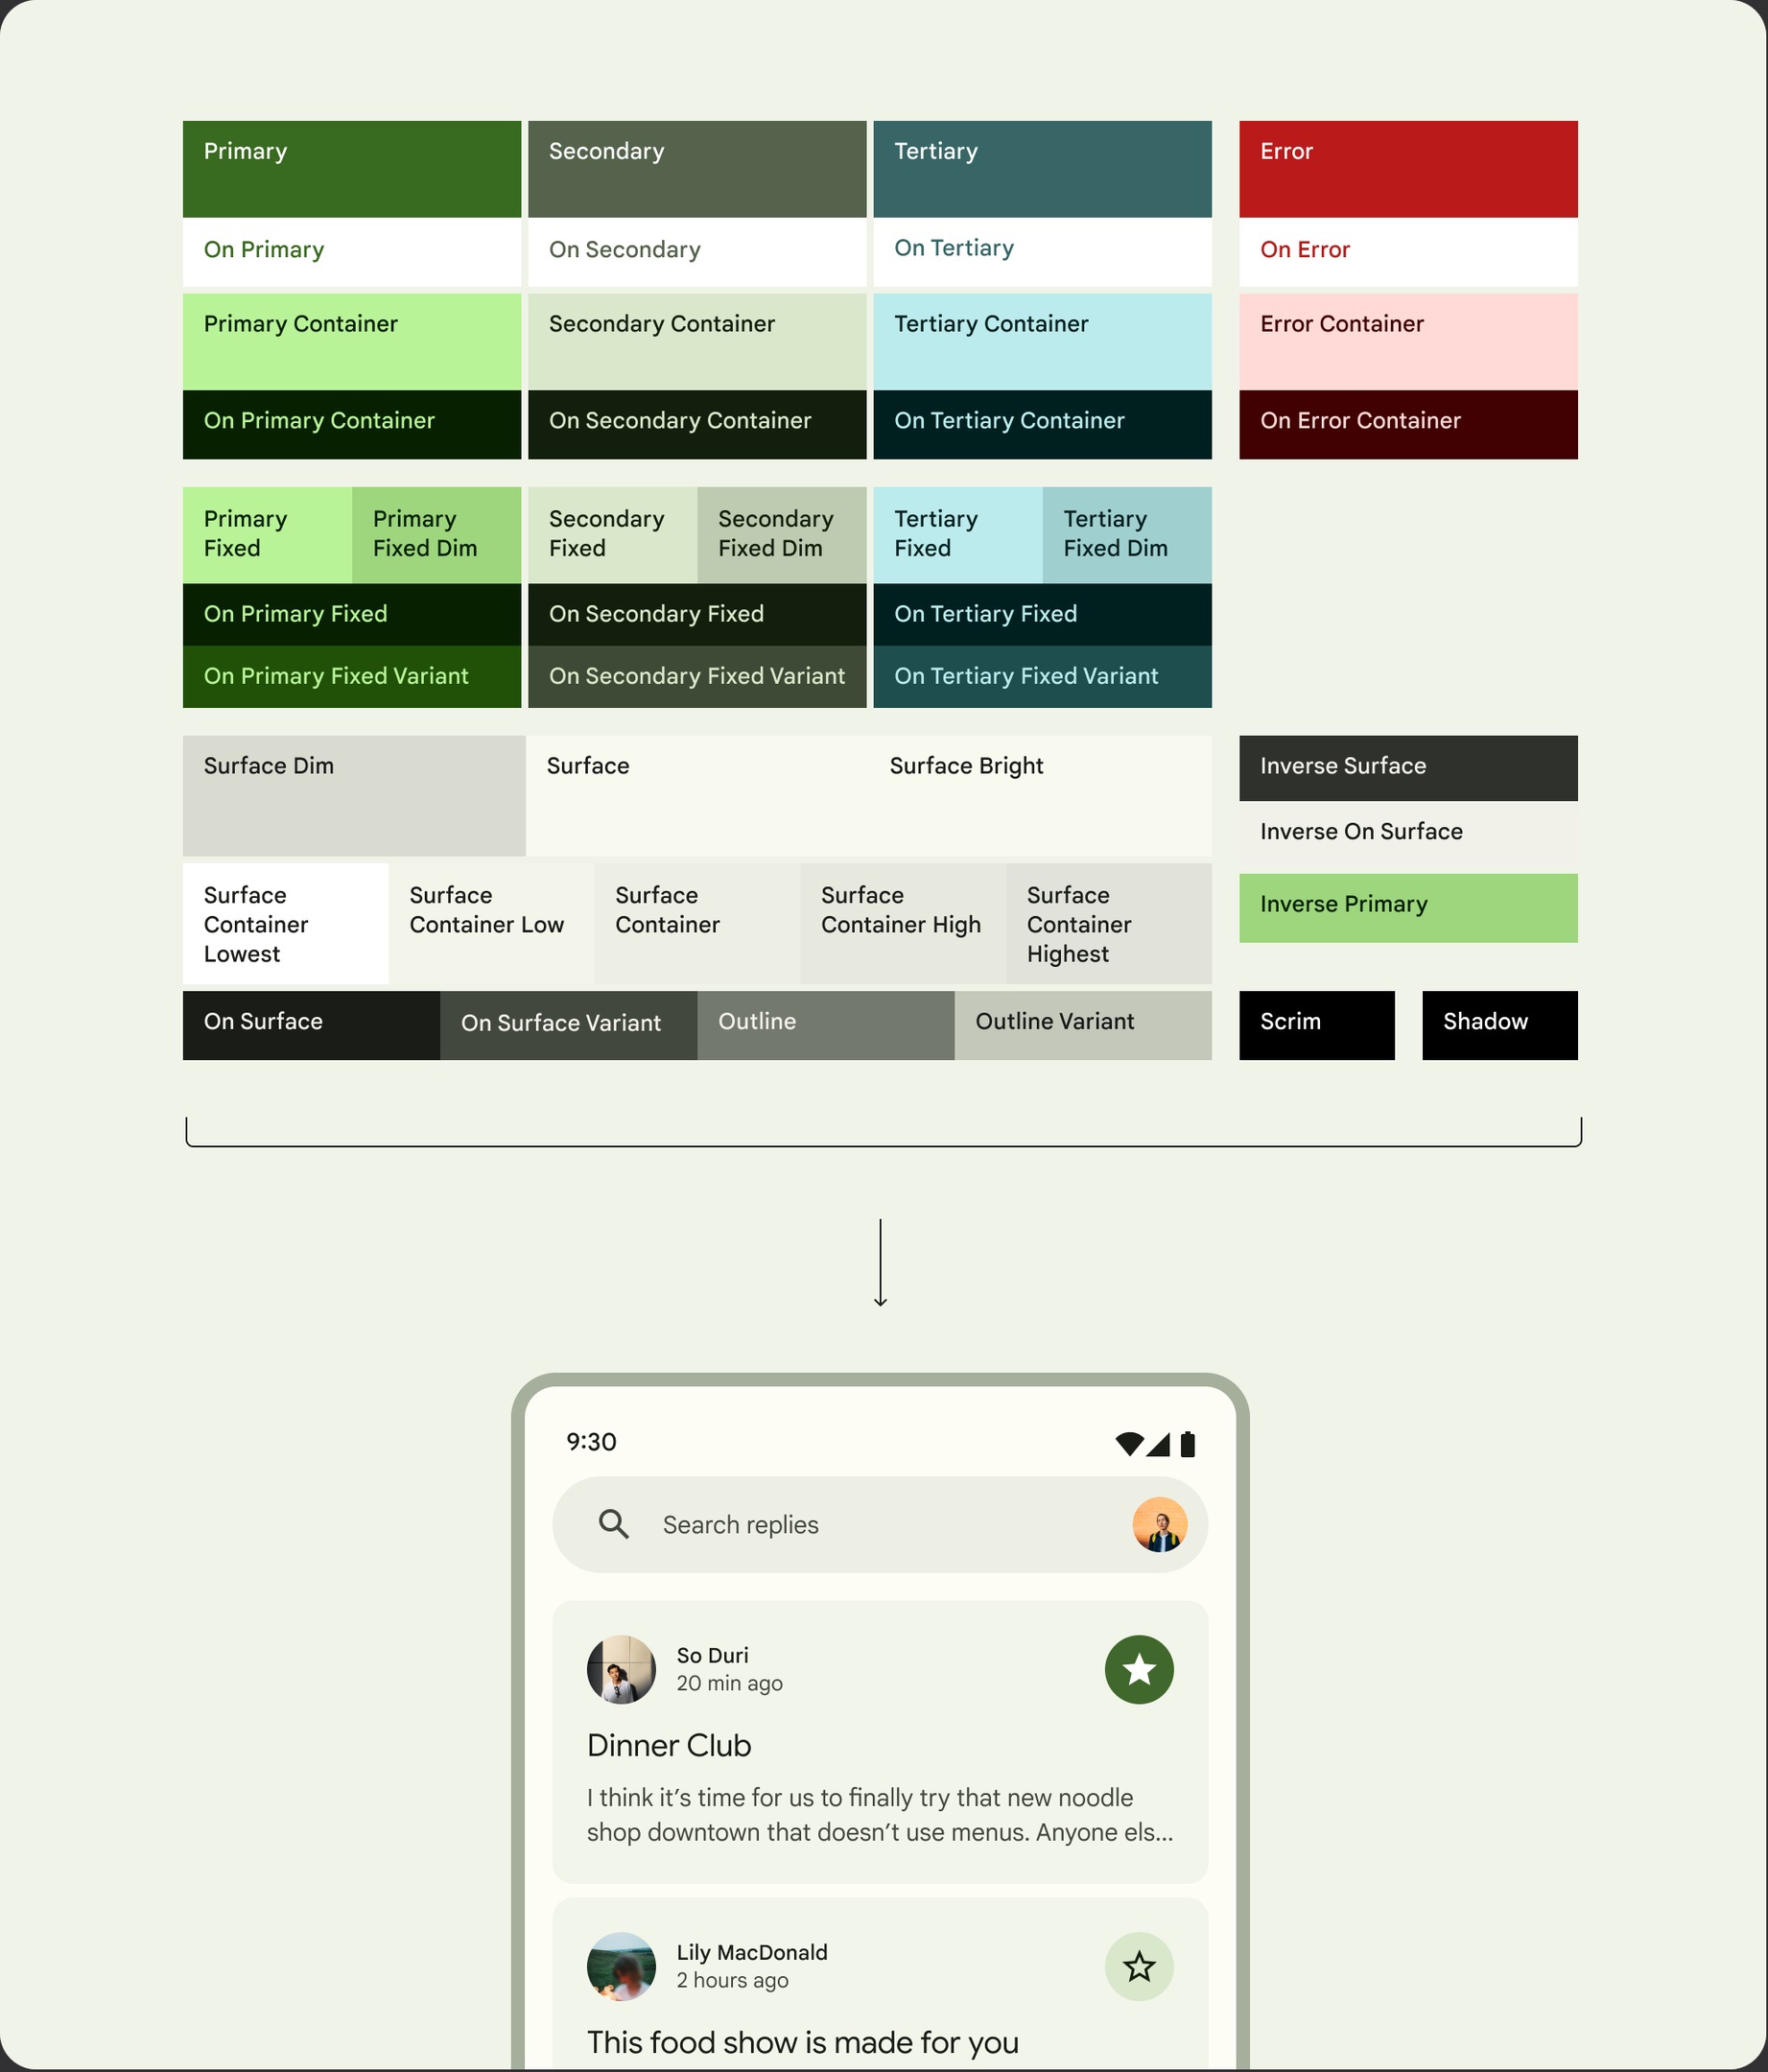 Primary
Secondary
Tertiary
Error
On Primary
On Secondary
On Tertiary
On Error
Primary Container
Secondary Container
Tertiary Container
Error Container
On Primary Container
On Secondary Container
On Tertiary Container
On Error Container
Primary
Fixed
Primary
Fixed Dim
Secondary
Fixed
Secondary
Fixed Dim
Tertiary
Fixed
Tertiary
Fixed Dim
On Primary Fixed
On Secondary Fixed
On Tertiary Fixed
On Primary Fixed Variant
On Secondary Fixed Variant
On Tertiary Fixed Variant
Surface Dim
Surface
Surface Bright
Inverse Surface
Inverse On Surface
Surface
Container
Lowest
Surface
Container Low
Surface
Container
Surface
Container High
Surface
Container
Highest
Inverse Primary
On Surface
On Surface Variant
Outline
Outline Variant
Scrim
Shadow
9:30
Search replies
So Duri
20 min ago
Dinner Club
I think it’s time for us to finally try that new noodle
shop downtown that doesn’t use menus. Anyone els...
Lily MacDonald
2 hours ago
This food show is made for you